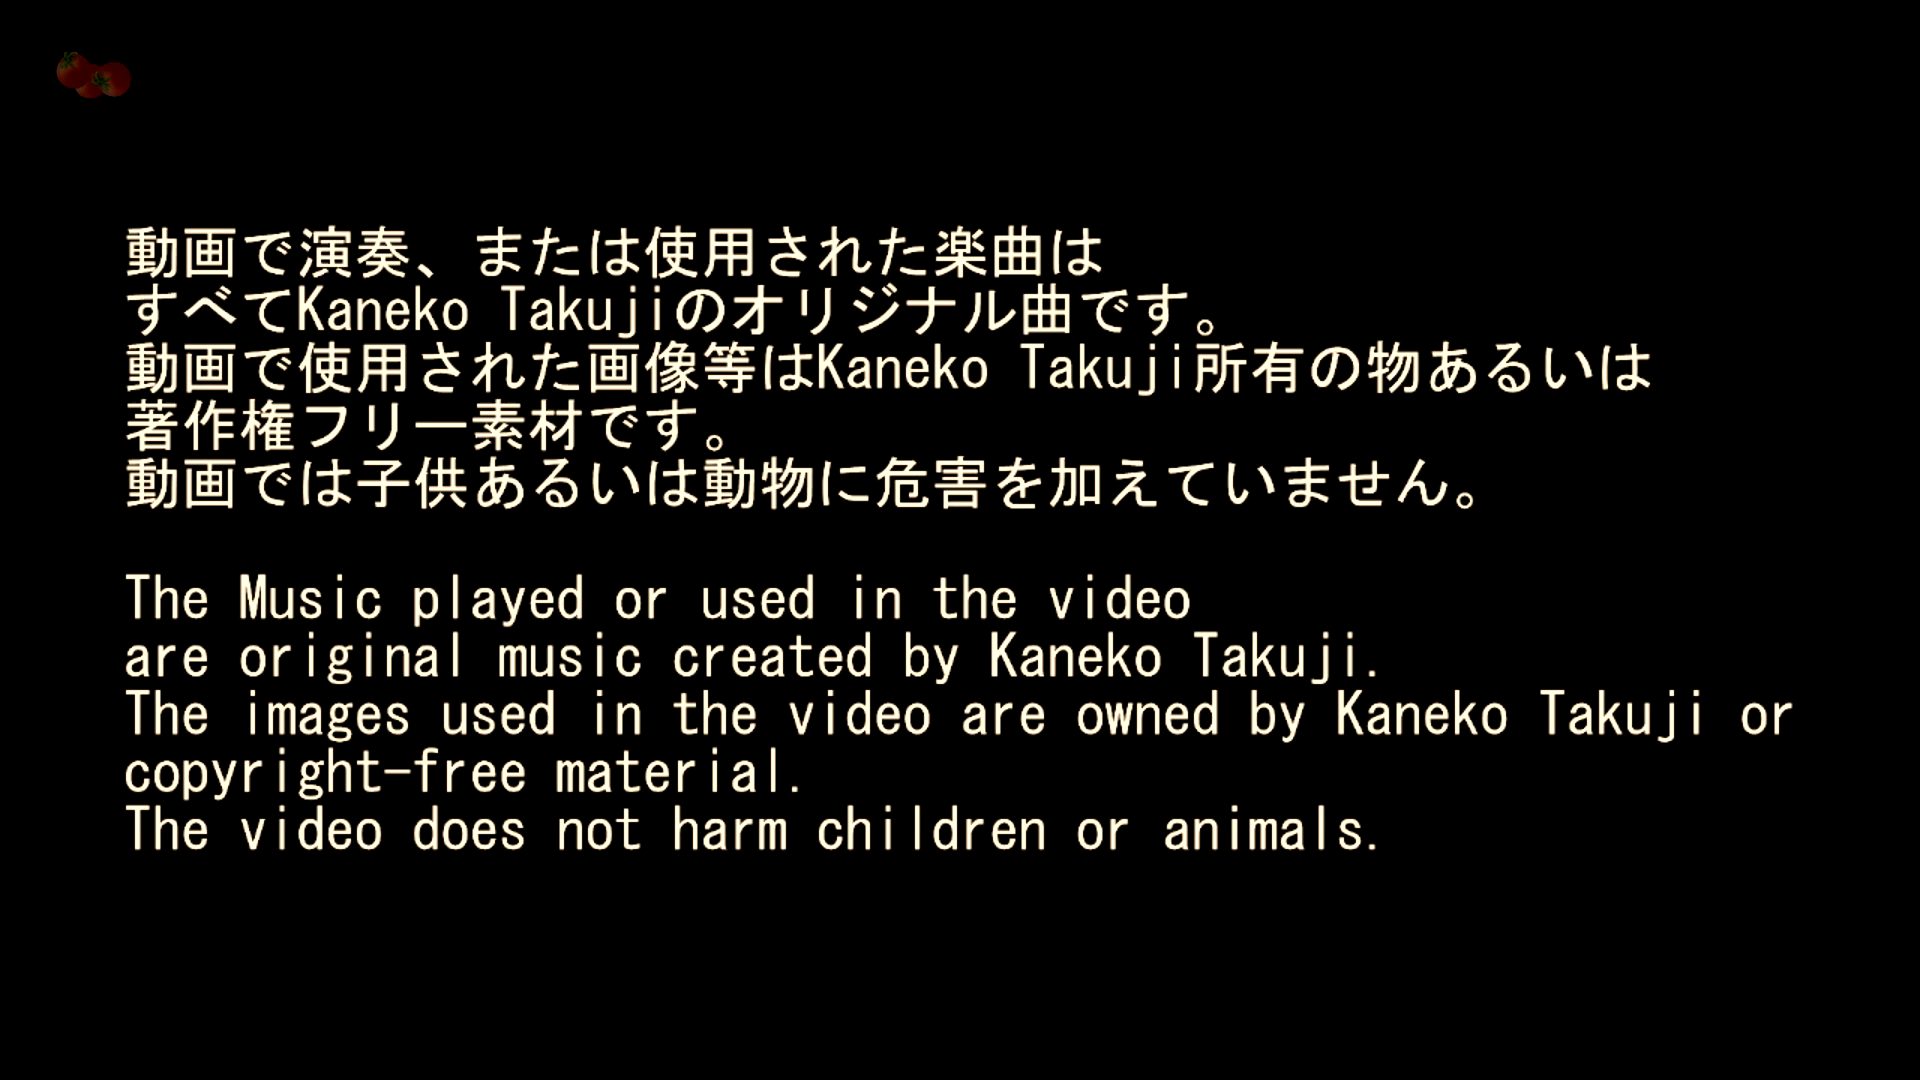 動画で演奏、または使用された楽曲は
すべてKaneko Takujiのオリジナル曲です。
動画で使用された画像等はKaneko Takuji所有の物あるいは
著作権フリー素材です。
動画では子供あるいは動物に危害を加えていません。
The Music played or used in the video
are original music created by Kaneko Takuji.
The images used in the video are owned by Kaneko Takuji or
copyright-free material.
The video does not harm children or animals.